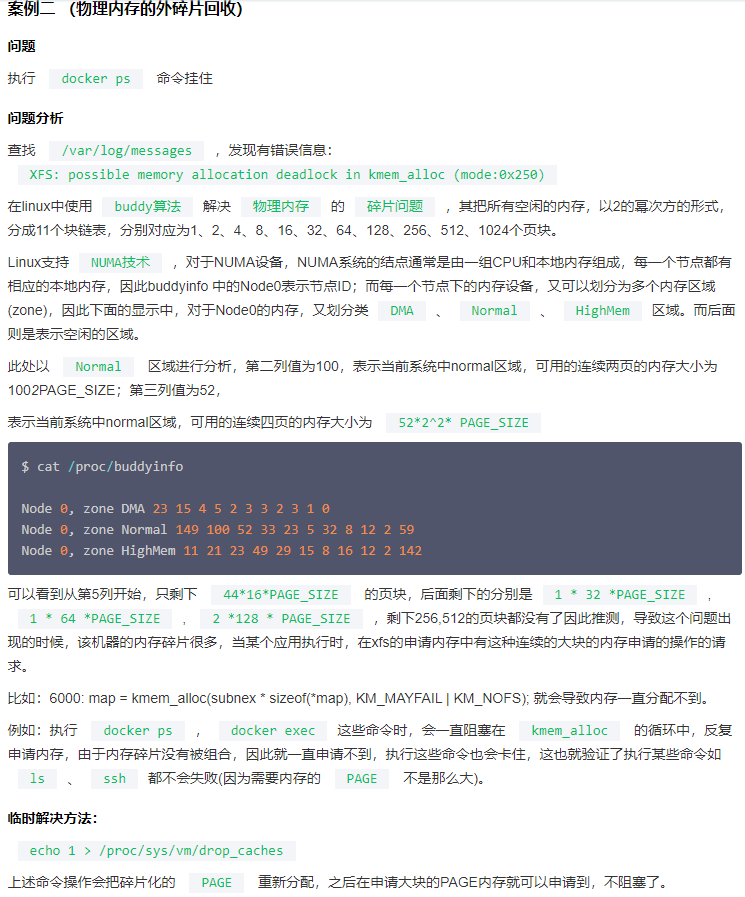 案例二 （物理内存的外碎片回收）
问题
执行 docker ps 命令挂住
问题分析
查找 /var/log/messages ，发现有错误信息：
XFS: possible memory allocation deadlock in kmem_alloc (mode:0x250)
在linux中使用 buddy算法 解决 物理内存 的 碎片问题 ，其把所有空闲的内存，以2的幂次方的形式，
分成11个块链表，分别对应为1、2、4、8、16、32、64、128、256、512、1024个页块。
Linux支持 NUMA技术 ，对于NUMA设备，NUMA系统的结点通常是由一组CPU和本地内存组成，每一个节点都有
相应的本地内存，因此buddyinfo 中的Node0表示节点ID；而每一个节点下的内存设备，又可以划分为多个内存区域
(zone)，因此下面的显示中，对于Node0的内存，又划分类 DMA 、 Normal 、 HighMem 区域。而后面
则是表示空闲的区域。
此处以 Normal 区域进行分析，第二列值为100，表示当前系统中normal区域，可用的连续两页的内存大小为
1002PAGE_SIZE；第三列值为52，
表示当前系统中normal区域，可用的连续四页的内存大小为 52*2^2* PAGE_SIZE
$ cat /proc/buddyinfo
Node 0, zone DMA 23 15 4 5 2 3 3 2 3 1 0
Node 0, zone Normal 149 100 52 33 23 5 32 8 12 2 59
Node 0, zone HighMem 11 21 23 49 29 15 8 16 12 2 142
可以看到从第5列开始，只剩下 44*16*PAGE_SIZE 的页块，后面剩下的分别是 1 * 32 *PAGE_SIZE ，
1 * 64 *PAGE_SIZE ， 2 *128 * PAGE_SIZE ，剩下256,512的页块都没有了因此推测，导致这个问题出
现的时候，该机器的内存碎片很多，当某个应用执行时，在xfs的申请内存中有这种连续的大块的内存申请的操作的请
求。
比如：6000: map = kmem_alloc(subnex * sizeof(*map), KM_MAYFAIL | KM_NOFS); 就会导致内存一直分配不到。
例如：执行 docker ps ， docker exec 这些命令时，会一直阻塞在 kmem_alloc 的循环中，反复
申请内存，由于内存碎片没有被组合，因此就一直申请不到，执行这些命令也会卡住，这也就验证了执行某些命令如
ls 、 ssh 都不会失败(因为需要内存的 PAGE 不是那么大)。
临时解决方法：
echo 1 > /proc/sys/vm/drop_caches
上述命令操作会把碎片化的 PAGE 重新分配，之后在申请大块的PAGE内存就可以申请到，不阻塞了。